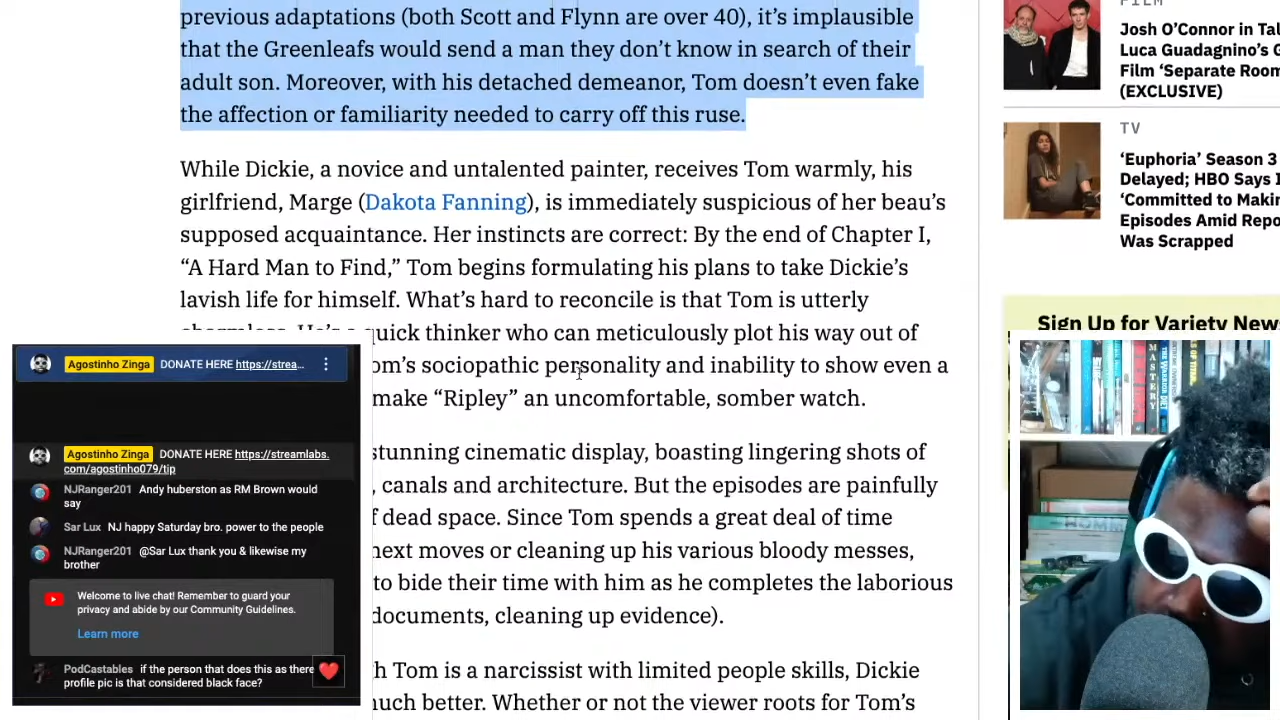 previous adaptations (both Scott and Flynn are over 40), it’s implausible
that the Greenleafs would send a man they don’t know in search of their
adult son. Moreover, with his detached demeanor, Tom doesn’t even fake
the affection or familiarity needed to carry off this ruse.
While Dickie, a novice and untalented painter, receives Tom warmly, his
girlfriend, Marge (Dakota Fanning), is immediately suspicious of her beau’s
supposed acquaintance. Her instincts are correct: By the end of Chapter I,
“A Hard Man to Find,” Tom begins formulating his plans to take Dickie’s
lavish life for himself. What’s hard to reconcile is that Tom is utterly
quick thinker who can meticulously plot his way out of
om’s sociopathic personality and inability to show even a
make “Ripley” an uncomfortable, somber watch.
stunning cinematic display, boasting lingering shots of
, canals and architecture. But the episodes are painfully
f dead space. Since Tom spends a great deal of time
next moves or cleaning up his various bloody messes,
to bide their time with him as he completes the laborious
documents, cleaning up evidence).
h Tom is a narcissist with limited people skills, Dickie
much better. Whether or not the viewer roots for Tom’s
Agostinho Zinga DONATE HERE https://strea...
Agostinho Zinga DONATE HERE https://streamlabs.
com/agostinho079/tip
NJRanger201 Andy huberston as RM Brown would
say
Sar Lux NJ happy Saturday bro. power to the people
NJRanger201 @Sar Lux thank you & likewise my
brother
Welcome to live chat! Remember to guard your
privacy and abide by our Community Guidelines.
Learn more
PodCastables if the person that does this as there
profile pic is that considered black face?
FILM
Josh O’Connor in Tal
Luca Guadagnino’s G
Film ‘Separate Room
(EXCLUSIVE)
TV
‘Euphoria’ Season 3
Delayed; HBO Says I
‘Committed to Makin
Episodes Amid Repo
Was Scrapped
Sign Up for Variety News
MASTERY
THE WARRIOR DIET